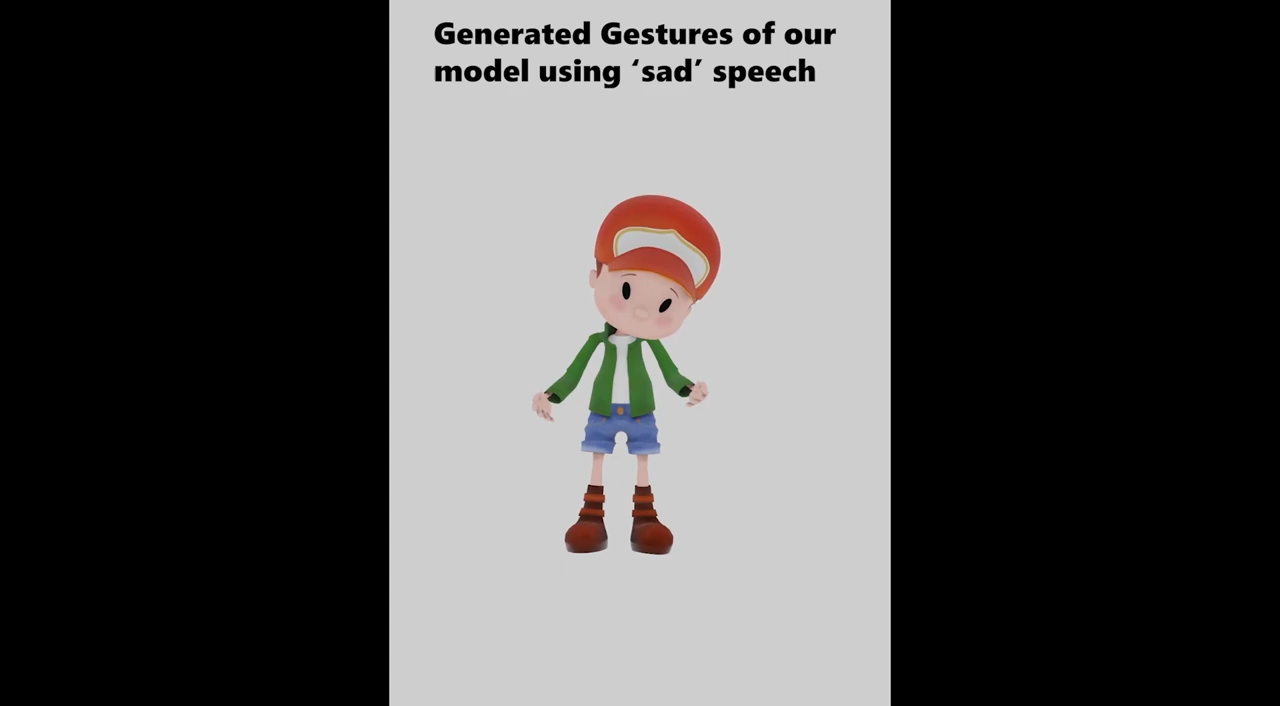 Generated Gestures of our
model using ‘sad’ speech